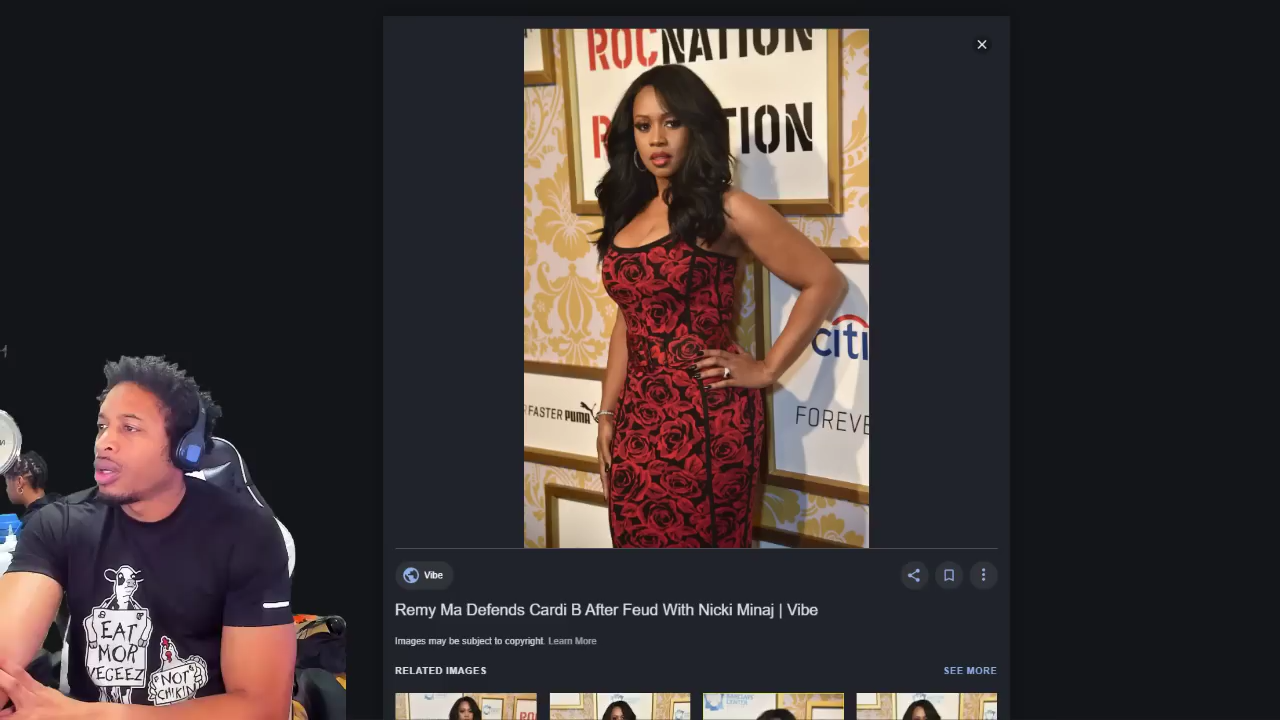 ROCNATION
TION
citi
FASTER PUMA
FOREVE
EAT
MOR
VEGEEZ
NOT
CHIKIN
Vibe
Remy Ma Defends Cardi B After Feud With Nicki Minaj | Vibe
Images may be subject to copyright. Learn More
RELATED IMAGES
SEE MORE